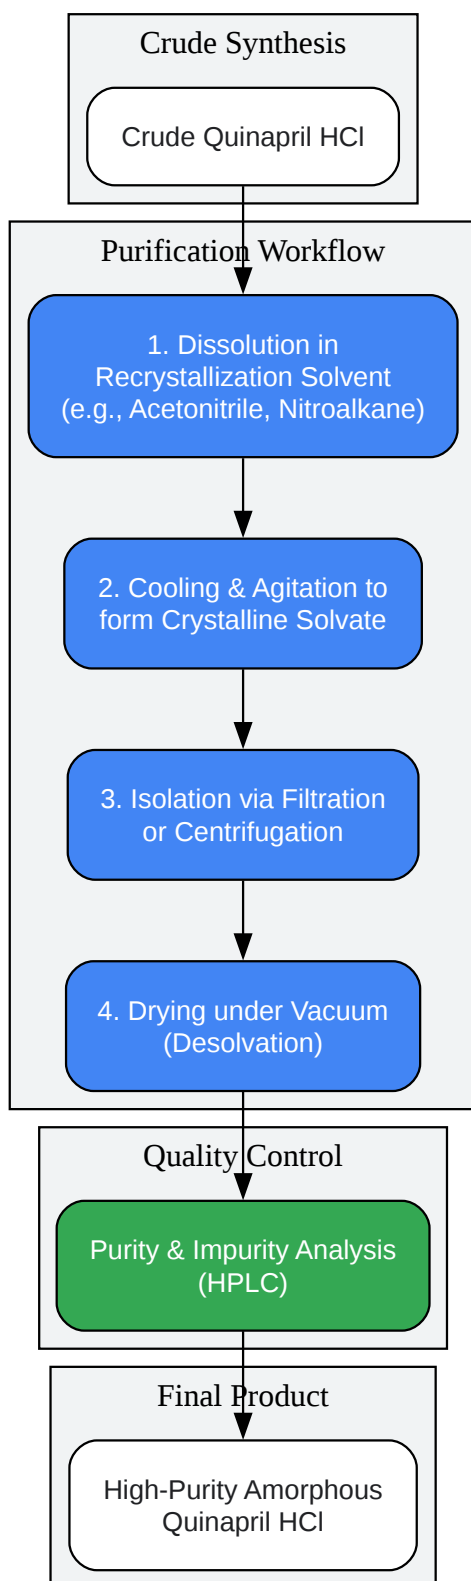 Crude Synthesis
Crude Quinapril HCl
Purification Workflow
1. Dissolution in
Recrystallization Solvent
(e.g., Acetonitrile, Nitroalkane)
2. Cooling & Agitation to
form Crystalline Solvate
3. Isolation via Filtration
or Centrifugation
4. Drying under Vacuum
(Desolvation)
Quality Control
Purity & Impurity Analysis
(HPLC)
Final Product
High-Purity Amorphous
Quinapril HCl